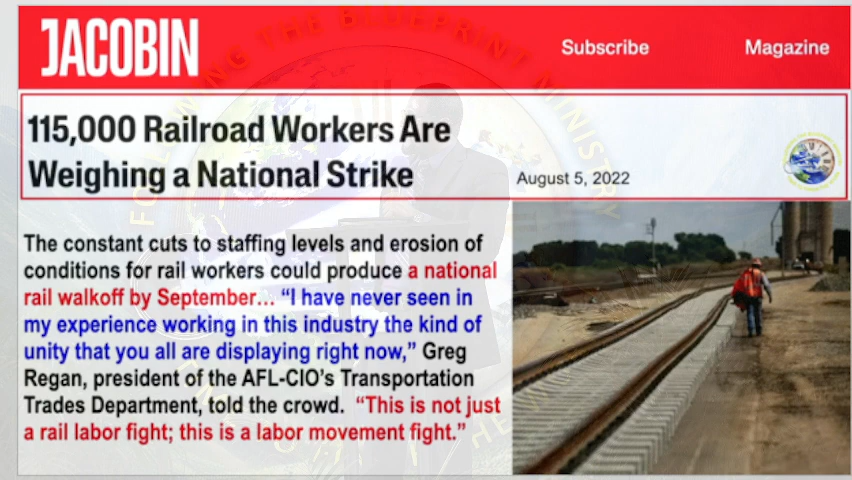 JACOBIN
Subscribe
Magazine
115,000 Railroad Workers Are
Weighing a National Strike
August 5, 2022
The constant cuts to staffing levels and erosion of
conditions for rail workers could produce a national
rail walkoff by September... “I have never seen in
my experience working in this industry the kind of
unity that you all are displaying right now,” Greg
Regan, president of the AFL-CIO’s Transportation
Trades Department, told the crowd. “This is not just
a rail labor fight; this is a labor movement fight.”
FOLLOWING THE BLUEPRINT MINISTRY